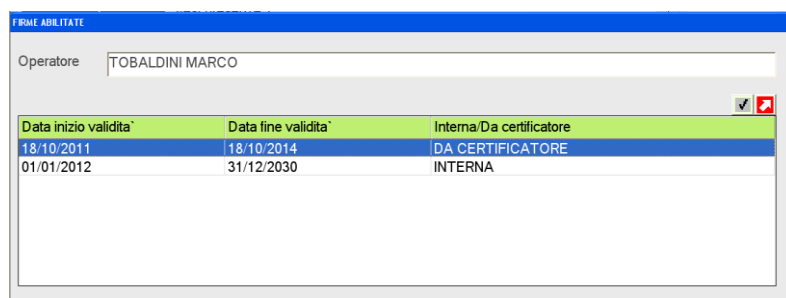 FIRME ABILITATE
Operatore TOBALDINI MARCO
Data inizio validita` Data fine validita` Interna/Da certificatore
18/10/2011 18/10/2014 DA CERTIFICATORE
01/01/2012 31/12/2030 INTERNA